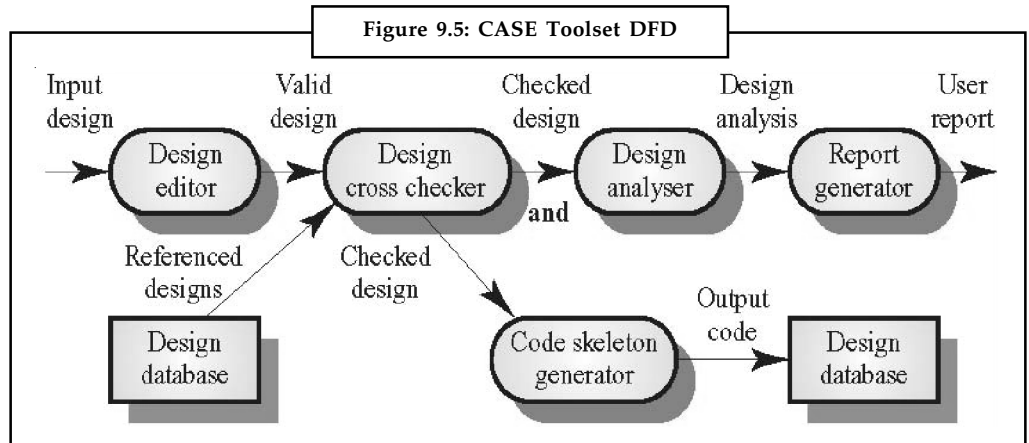 Figure 9.5: CASE Toolset DFD
Input
design
Valid
design
Checked
design
Design
analysis
User
report
Design
editor
Design
cross checker
Design
analyser
Report
generator
and
Referenced
designs
Checked
design
Output
code
Design
database
Code skeleton
generator
Design
database